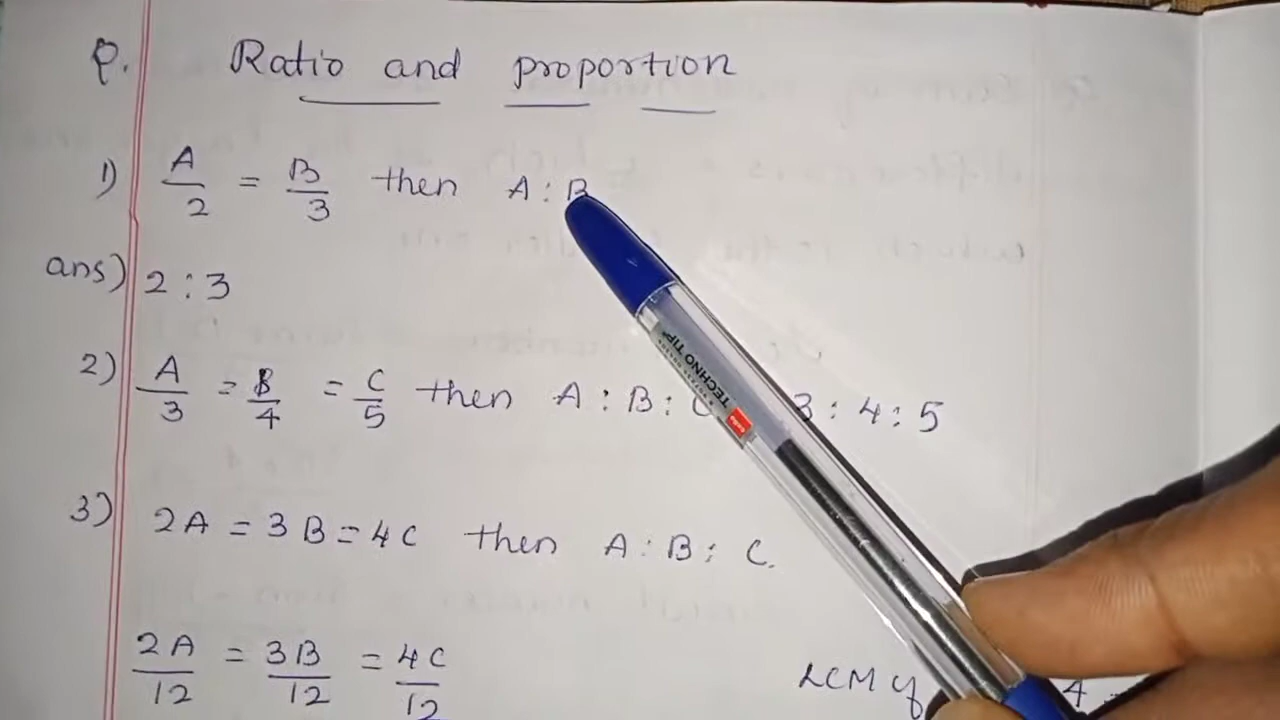 Q. Ratio and proportion
1) A/2 = B/3 then A : B
ans) 2 : 3
2) A/3 = B/4 = C/5 then A : B : C 3 : 4 : 5
3) 2A = 3B = 4C then A : B : C.
2A/12 = 3B/12 = 4C/12
LCM of 4
TECHNO TIP